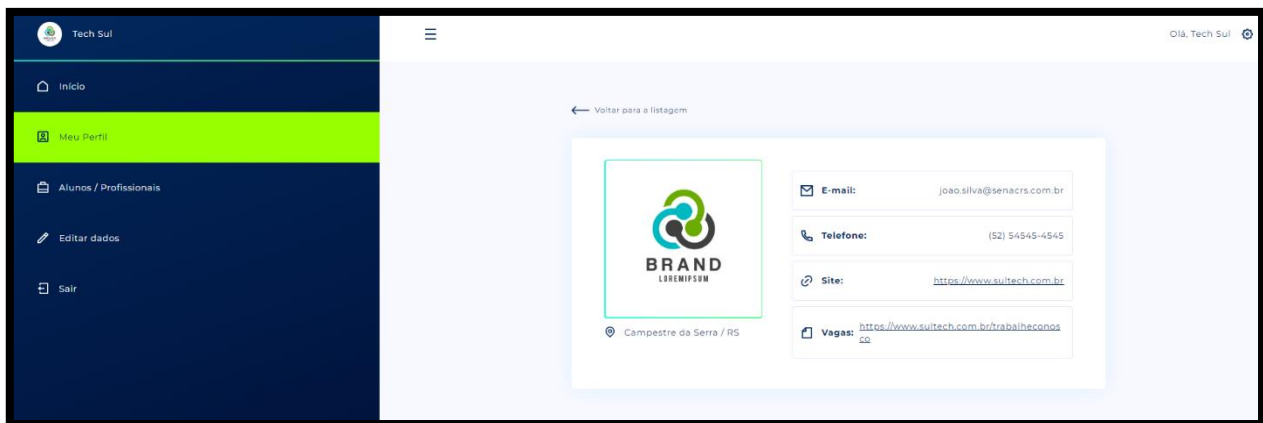 Tech Sul
Olá, Tech Sul
Início
Meu Perfil
Alunos / Profissionais
Editar dados
Sair
Voltar para a listagem
BRAND
LOREMIPSUM
Campestre da Serra / RS
E-mail: joao.silva@senacrs.com.br
Telefone: (52) 54545-4545
Site: https://www.sultech.com.br
Vagas: https://www.sultech.com.br/trabalheconos
co